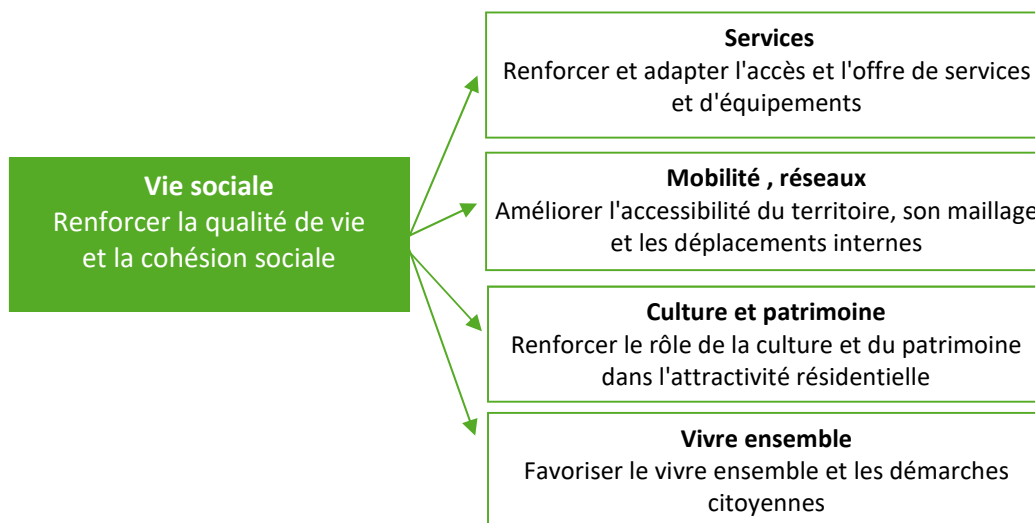 Vie sociale
Renforcer la qualité de vie
et la cohésion sociale
Services
Renforcer et adapter l'accès et l'offre de services
et d'équipements
Mobilité , réseaux
Améliorer l'accessibilité du territoire, son maillage
et les déplacements internes
Culture et patrimoine
Renforcer le rôle de la culture et du patrimoine
dans l'attractivité résidentielle
Vivre ensemble
Favoriser le vivre ensemble et les démarches
citoyennes